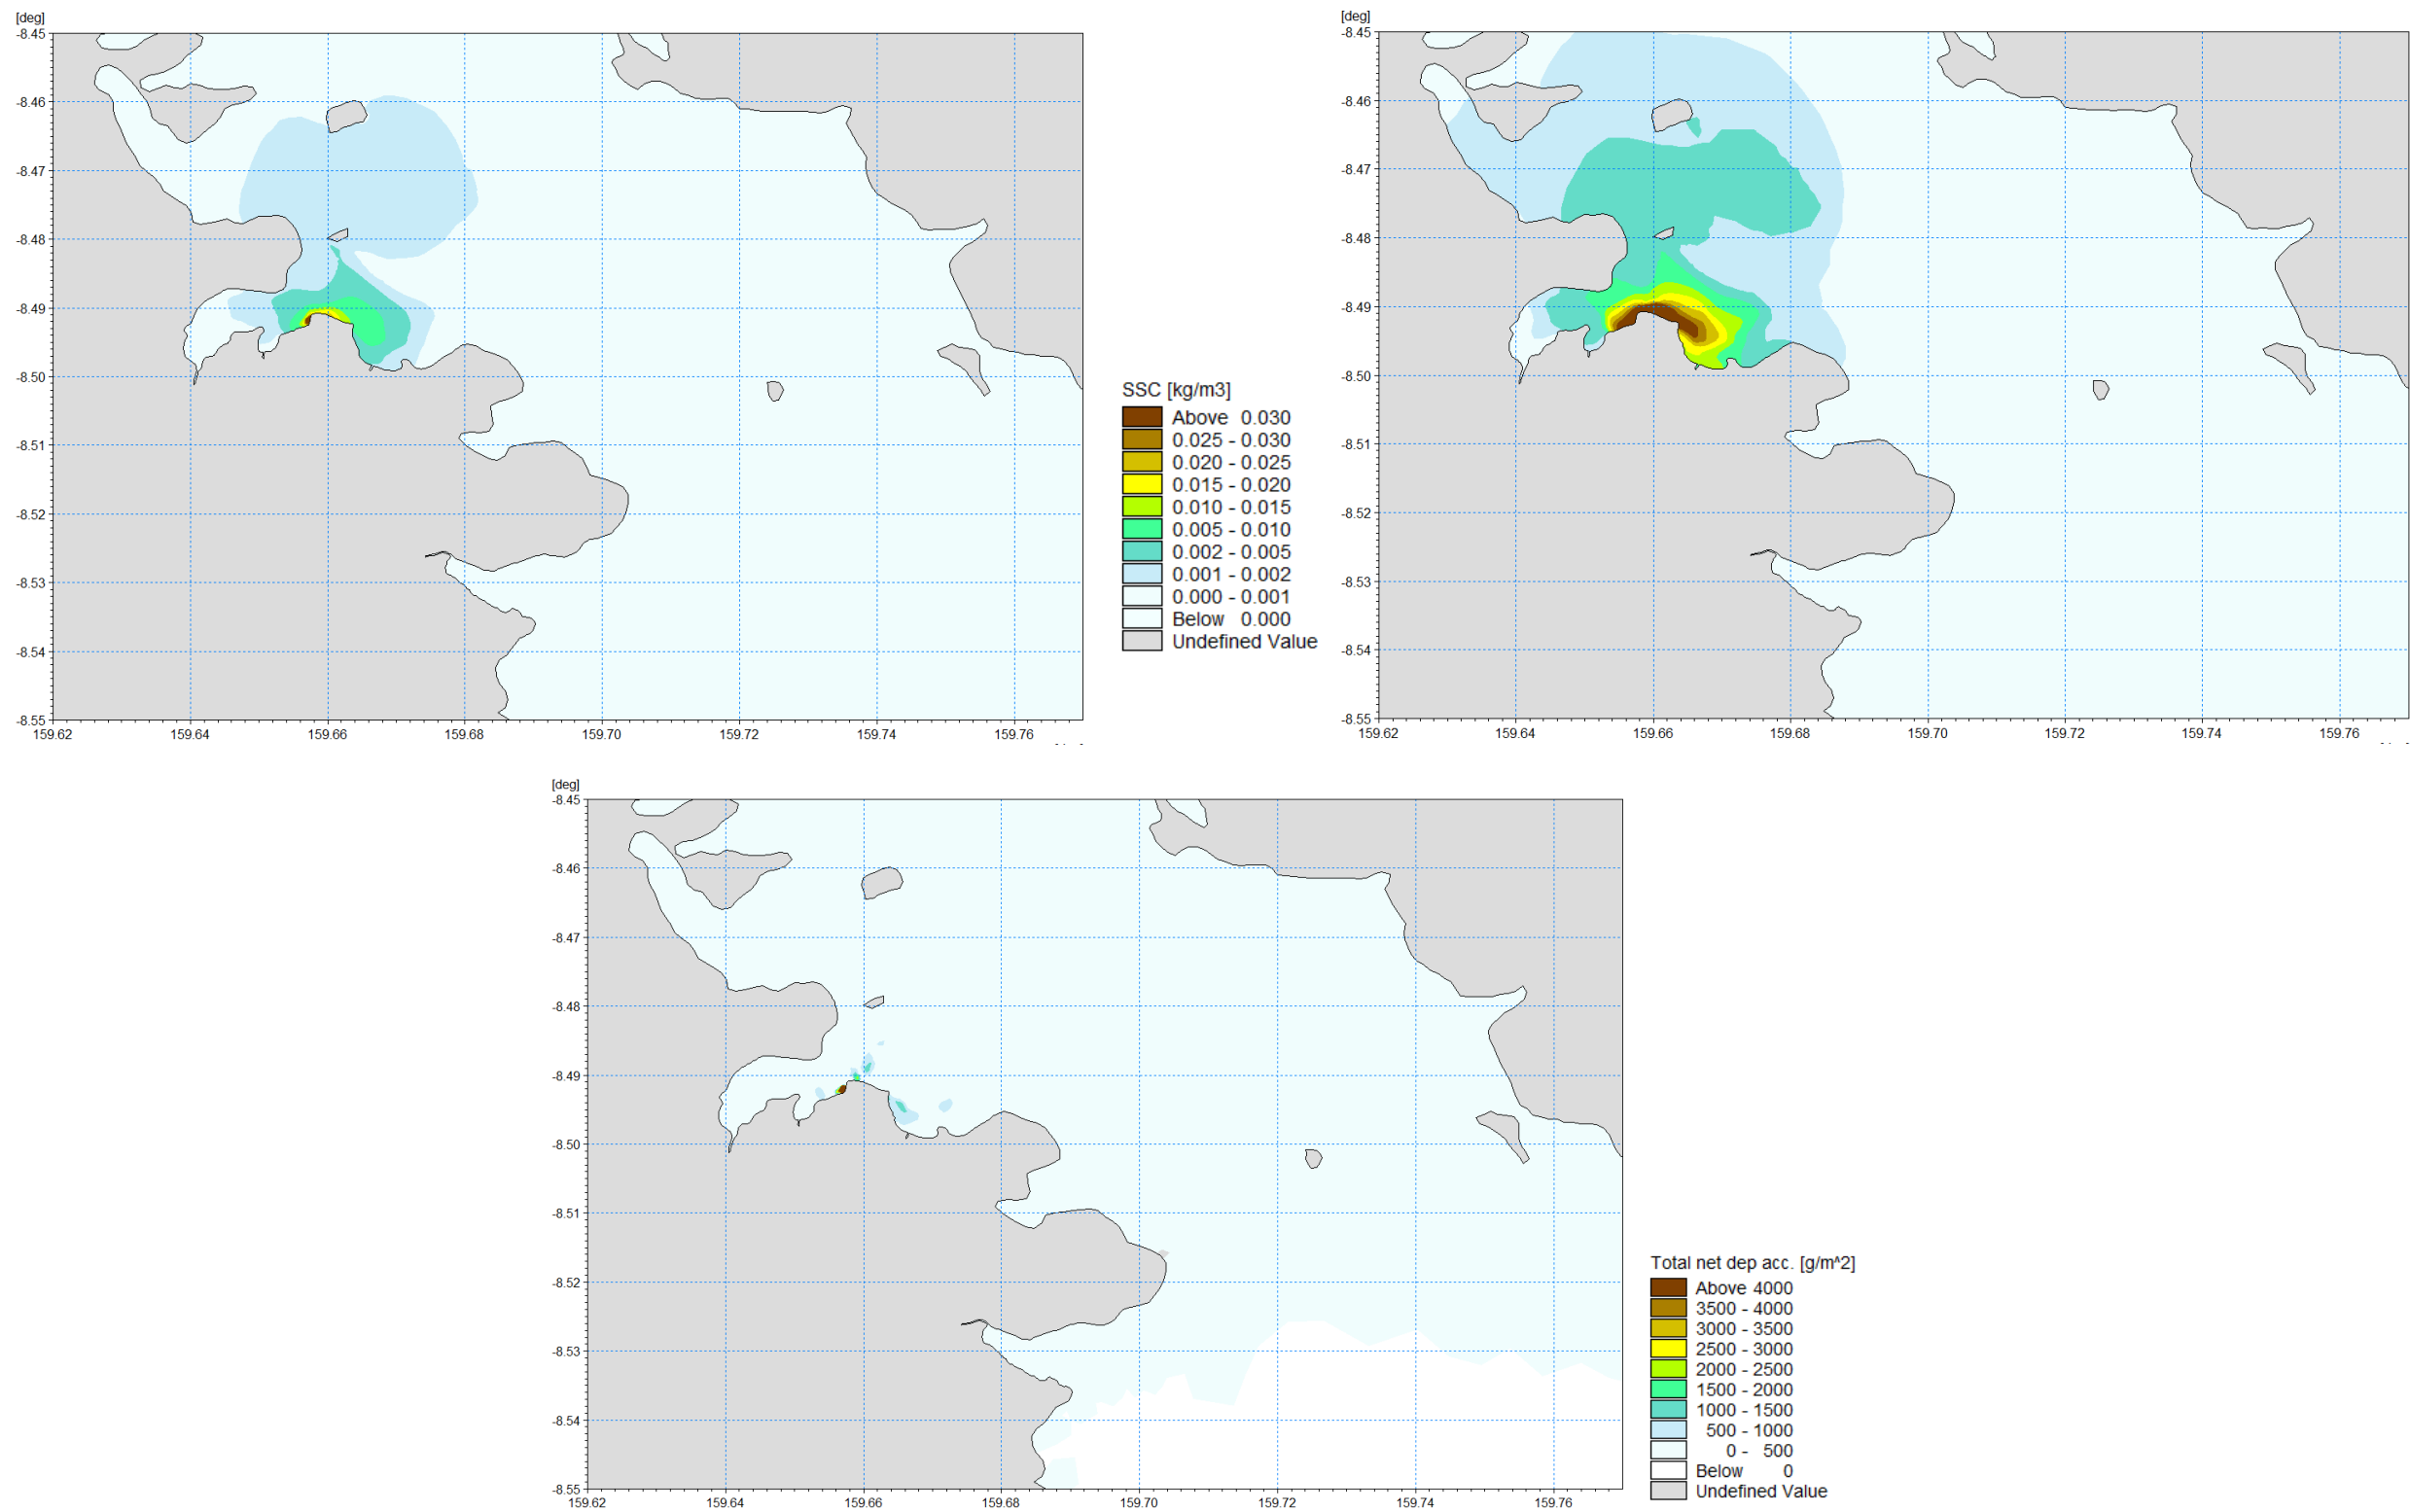 [deg]
-8.45
-8.46
-8.47
-8.48
-8.49
-8.50
-8.51
-8.52
-8.53
-8.54
-8.55
159.62 159.64 159.66 159.68 159.70 159.72 159.74 159.76
SSC [kg/m3]
Above 0.030
0.025 - 0.030
0.020 - 0.025
0.015 - 0.020
0.010 - 0.015
0.005 - 0.010
0.002 - 0.005
0.001 - 0.002
0.000 - 0.001
Below 0.000
Undefined Value
[deg]
-8.45
-8.46
-8.47
-8.48
-8.49
-8.50
-8.51
-8.52
-8.53
-8.54
-8.55
159.62 159.64 159.66 159.68 159.70 159.72 159.74 159.76
[deg]
-8.45
-8.46
-8.47
-8.48
-8.49
-8.50
-8.51
-8.52
-8.53
-8.54
-8.55
159.62 159.64 159.66 159.68 159.70 159.72 159.74 159.76
Total net dep acc. [g/m^2]
Above 4000
3500 - 4000
3000 - 3500
2500 - 3000
2000 - 2500
1500 - 2000
1000 - 1500
500 - 1000
0 - 500
Below 0
Undefined Value